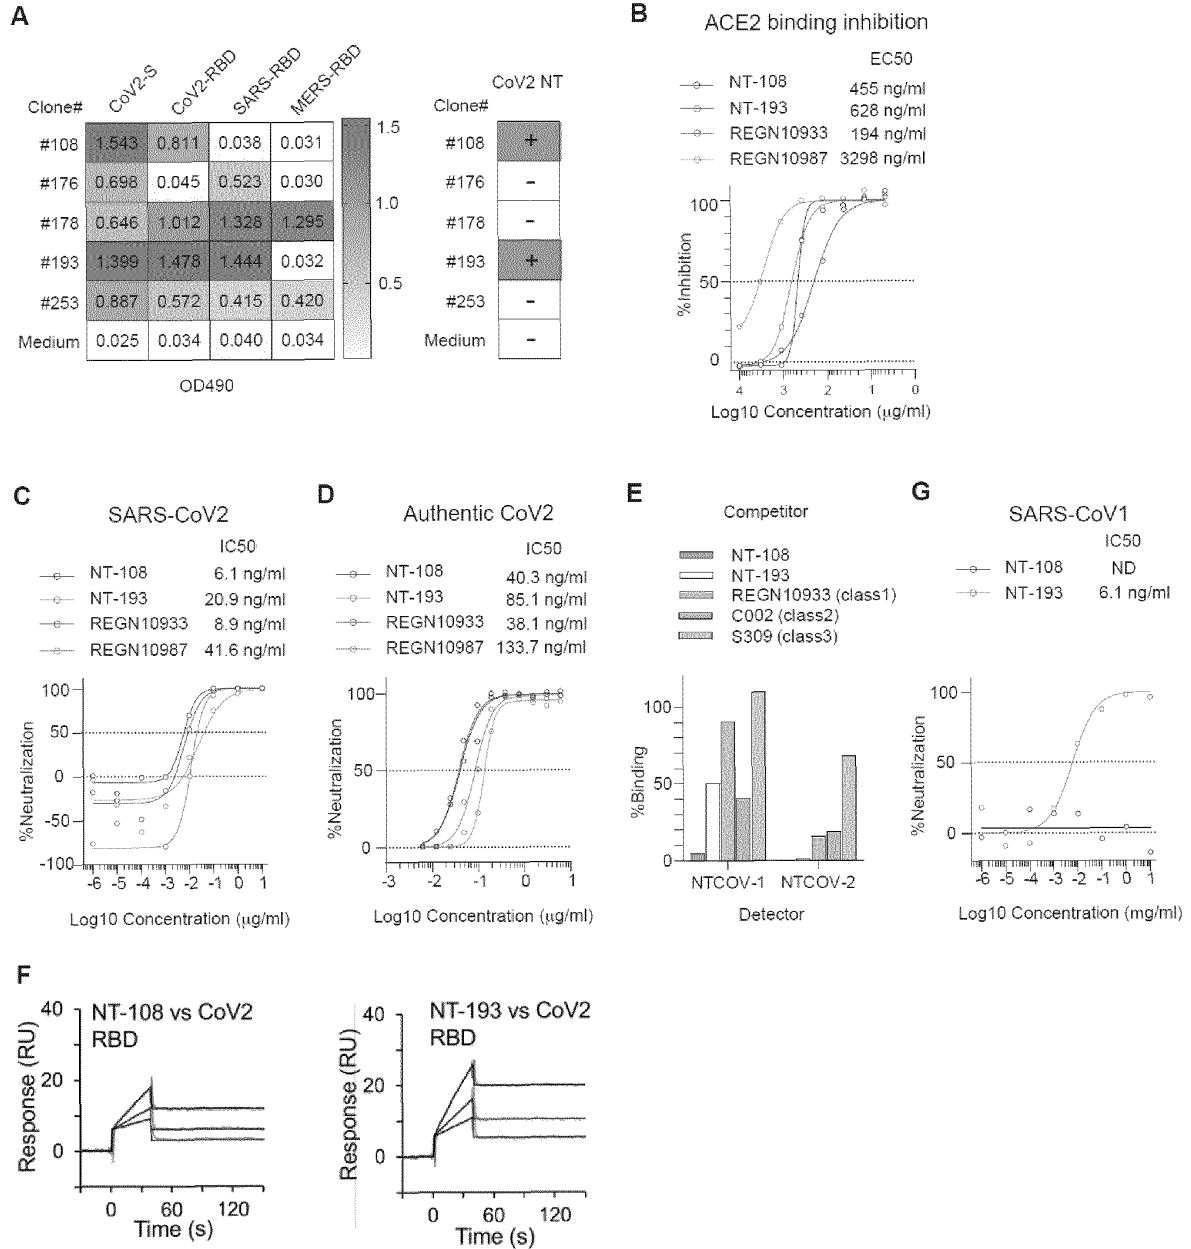 A
CoV2-S
CoV2-RBD
SARS-RBD
MERS-RBD
Clone#
#108 1.543 0.811 0.038 0.031
#176 0.698 0.045 0.523 0.030
#178 0.646 1.012 1.328 1.295
#193 1.399 1.478 1.444 0.032
#253 0.887 0.572 0.415 0.420
Medium 0.025 0.034 0.040 0.034
OD490
1.5
1.0
0.5
CoV2 NT
Clone#
#108 +
#176 -
#178 -
#193 +
#253 -
Medium -
B
ACE2 binding inhibition
EC50
NT-108 455 ng/ml
NT-193 628 ng/ml
REGN10933 194 ng/ml
REGN10987 3298 ng/ml
%Inhibition
100
50
0
4 3 2 1 0
Log10 Concentration (µg/ml)
C
SARS-CoV2
IC50
NT-108 6.1 ng/ml
NT-193 20.9 ng/ml
REGN10933 8.9 ng/ml
REGN10987 41.6 ng/ml
%Neutralization
100
50
0
-50
-100
-6 -5 -4 -3 -2 -1 0 1
Log10 Concentration (µg/ml)
D
Authentic CoV2
IC50
NT-108 40.3 ng/ml
NT-193 85.1 ng/ml
REGN10933 38.1 ng/ml
REGN10987 133.7 ng/ml
%Neutralization
100
50
0
-3 -2 -1 0 1
Log10 Concentration (µg/ml)
E
Competitor
NT-108
NT-193
REGN10933 (class1)
C002 (class2)
S309 (class3)
%Binding
100
50
0
NTCOV-1 NTCOV-2
Detector
G
SARS-CoV1
IC50
NT-108 ND
NT-193 6.1 ng/ml
%Neutralization
100
50
0
-6 -5 -4 -3 -2 -1 0 1
Log10 Concentration (mg/ml)
F
NT-108 vs CoV2
RBD
Response (RU)
40
20
0
0 60 120
Time (s)
NT-193 vs CoV2
RBD
Response (RU)
40
20
0
0 60 120
Time (s)